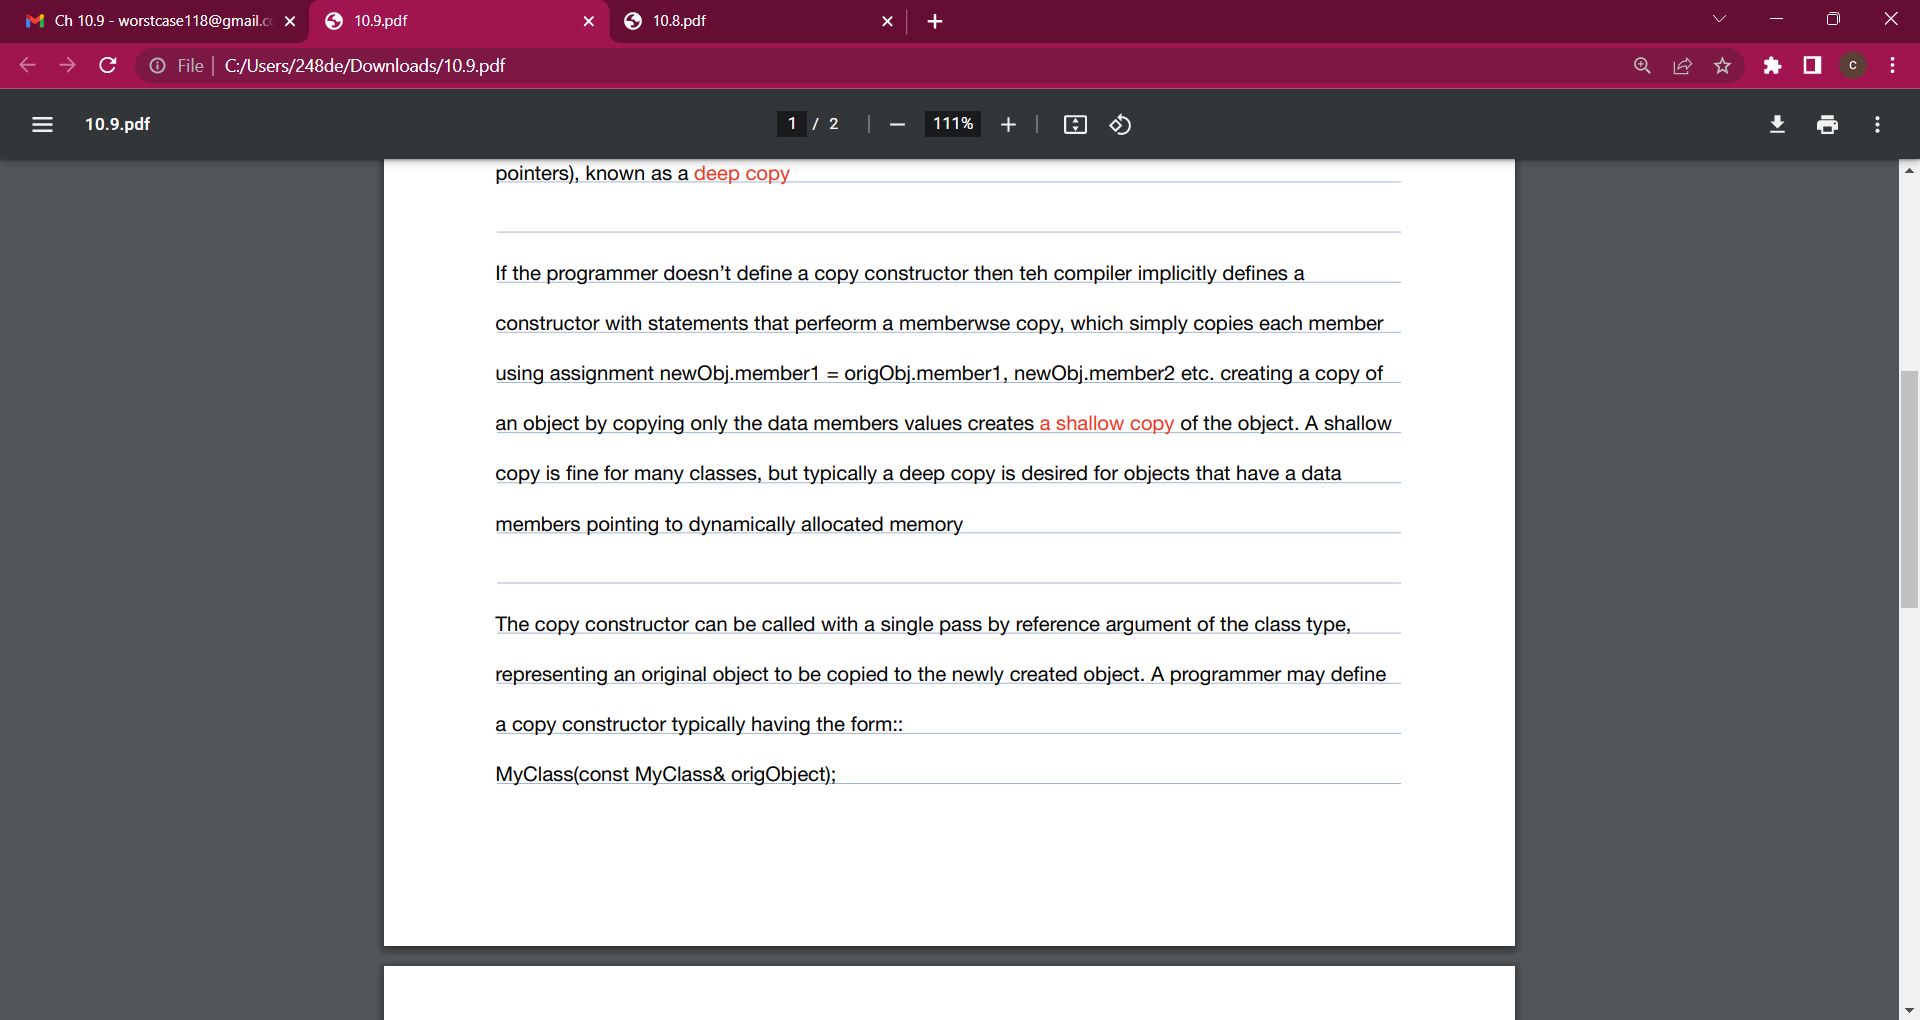 Ch 10.9 - worstcase118@gmail.c
10.9.pdf
10.8.pdf
File | C:/Users/248de/Downloads/10.9.pdf
C
10.9.pdf
1 / 2
111%
pointers), known as a deep copy
If the programmer doesn’t define a copy constructor then teh compiler implicitly defines a
constructor with statements that perfeorm a memberwse copy, which simply copies each member
using assignment newObj.member1 = origObj.member1, newObj.member2 etc. creating a copy of
an object by copying only the data members values creates a shallow copy of the object. A shallow
copy is fine for many classes, but typically a deep copy is desired for objects that have a data
members pointing to dynamically allocated memory
The copy constructor can be called with a single pass by reference argument of the class type,
representing an original object to be copied to the newly created object. A programmer may define
a copy constructor typically having the form::
MyClass(const MyClass& origObject);